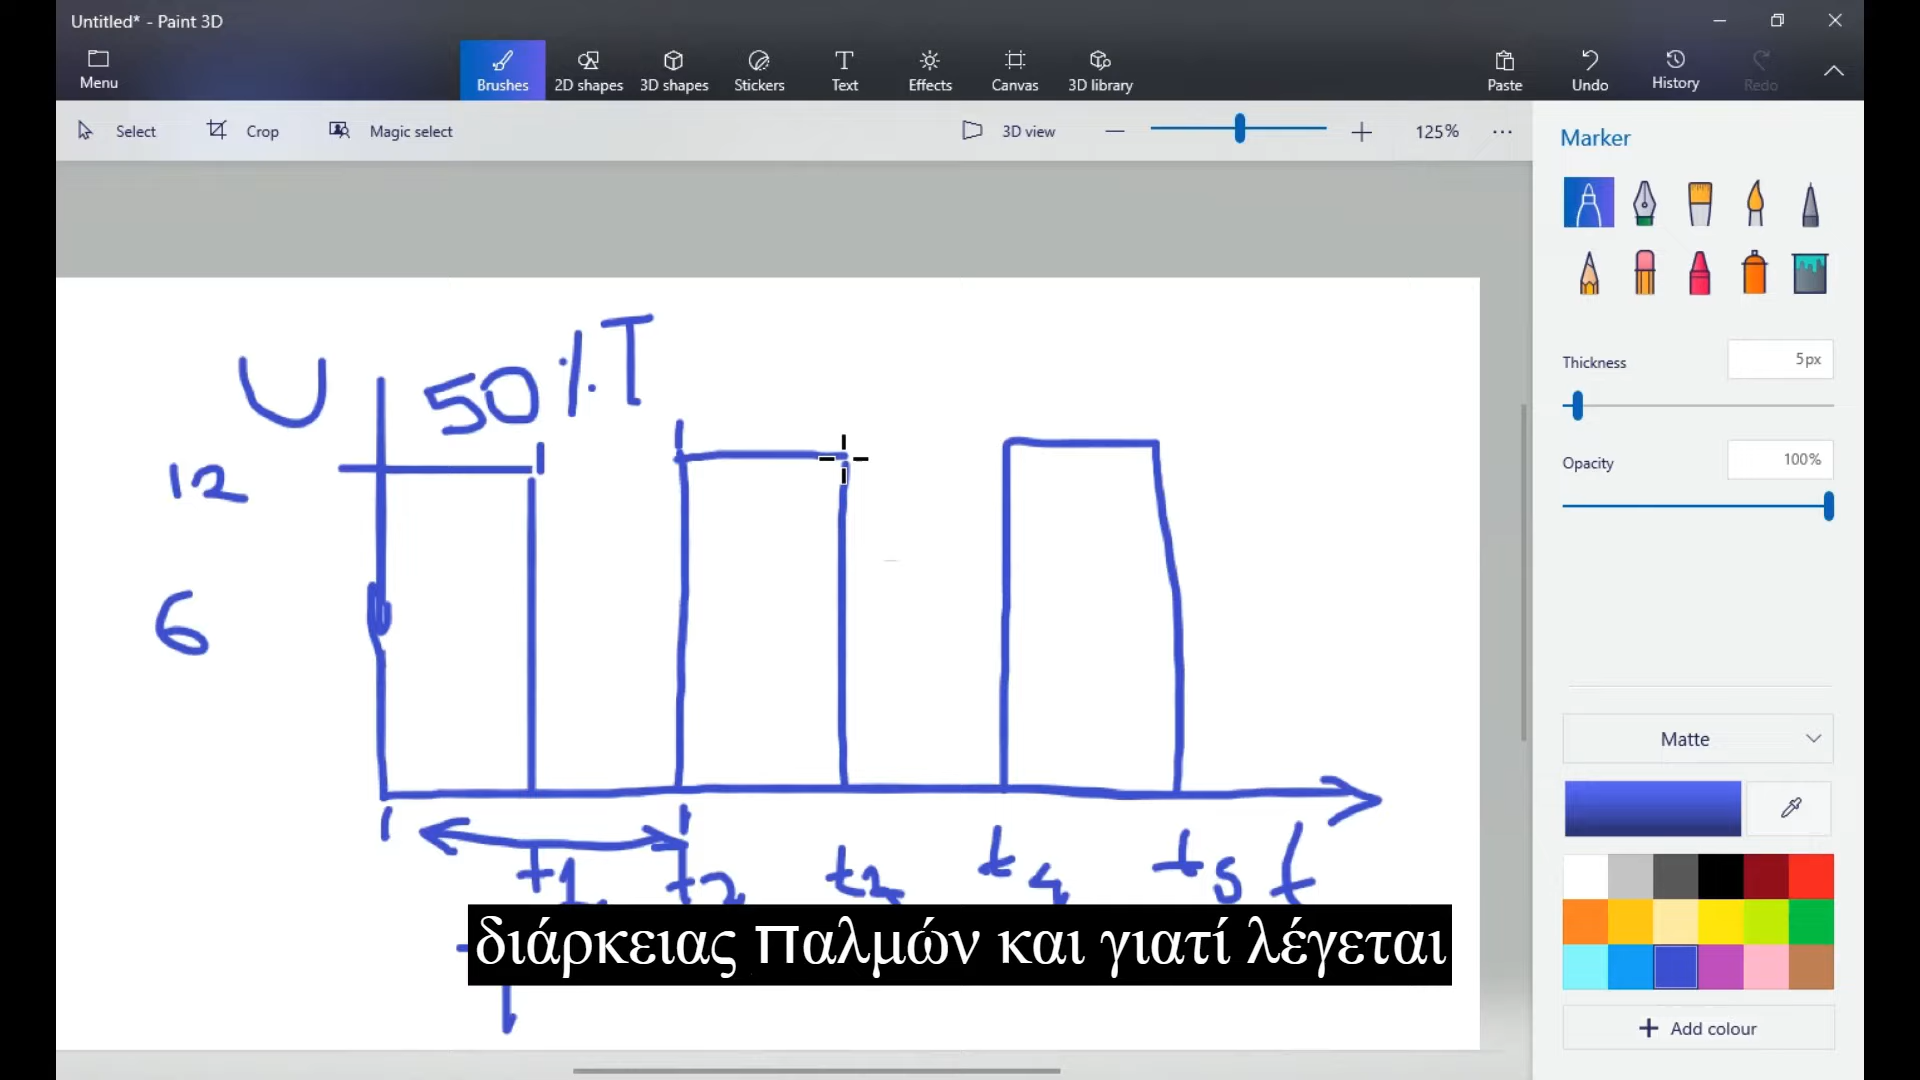 Untitled* - Paint 3D
Menu
Brushes
2D shapes
3D shapes
Stickers
Text
Effects
Canvas
3D library
Paste
Undo
History
Redo
Select
Crop
Magic select
3D view
125%
Marker
Thickness
5px
Opacity
100%
Matte
Add colour
U
50 % T
12
6
t1
t2
t4
t5
t
διάρκειας παλμών και γιατί λέγεται